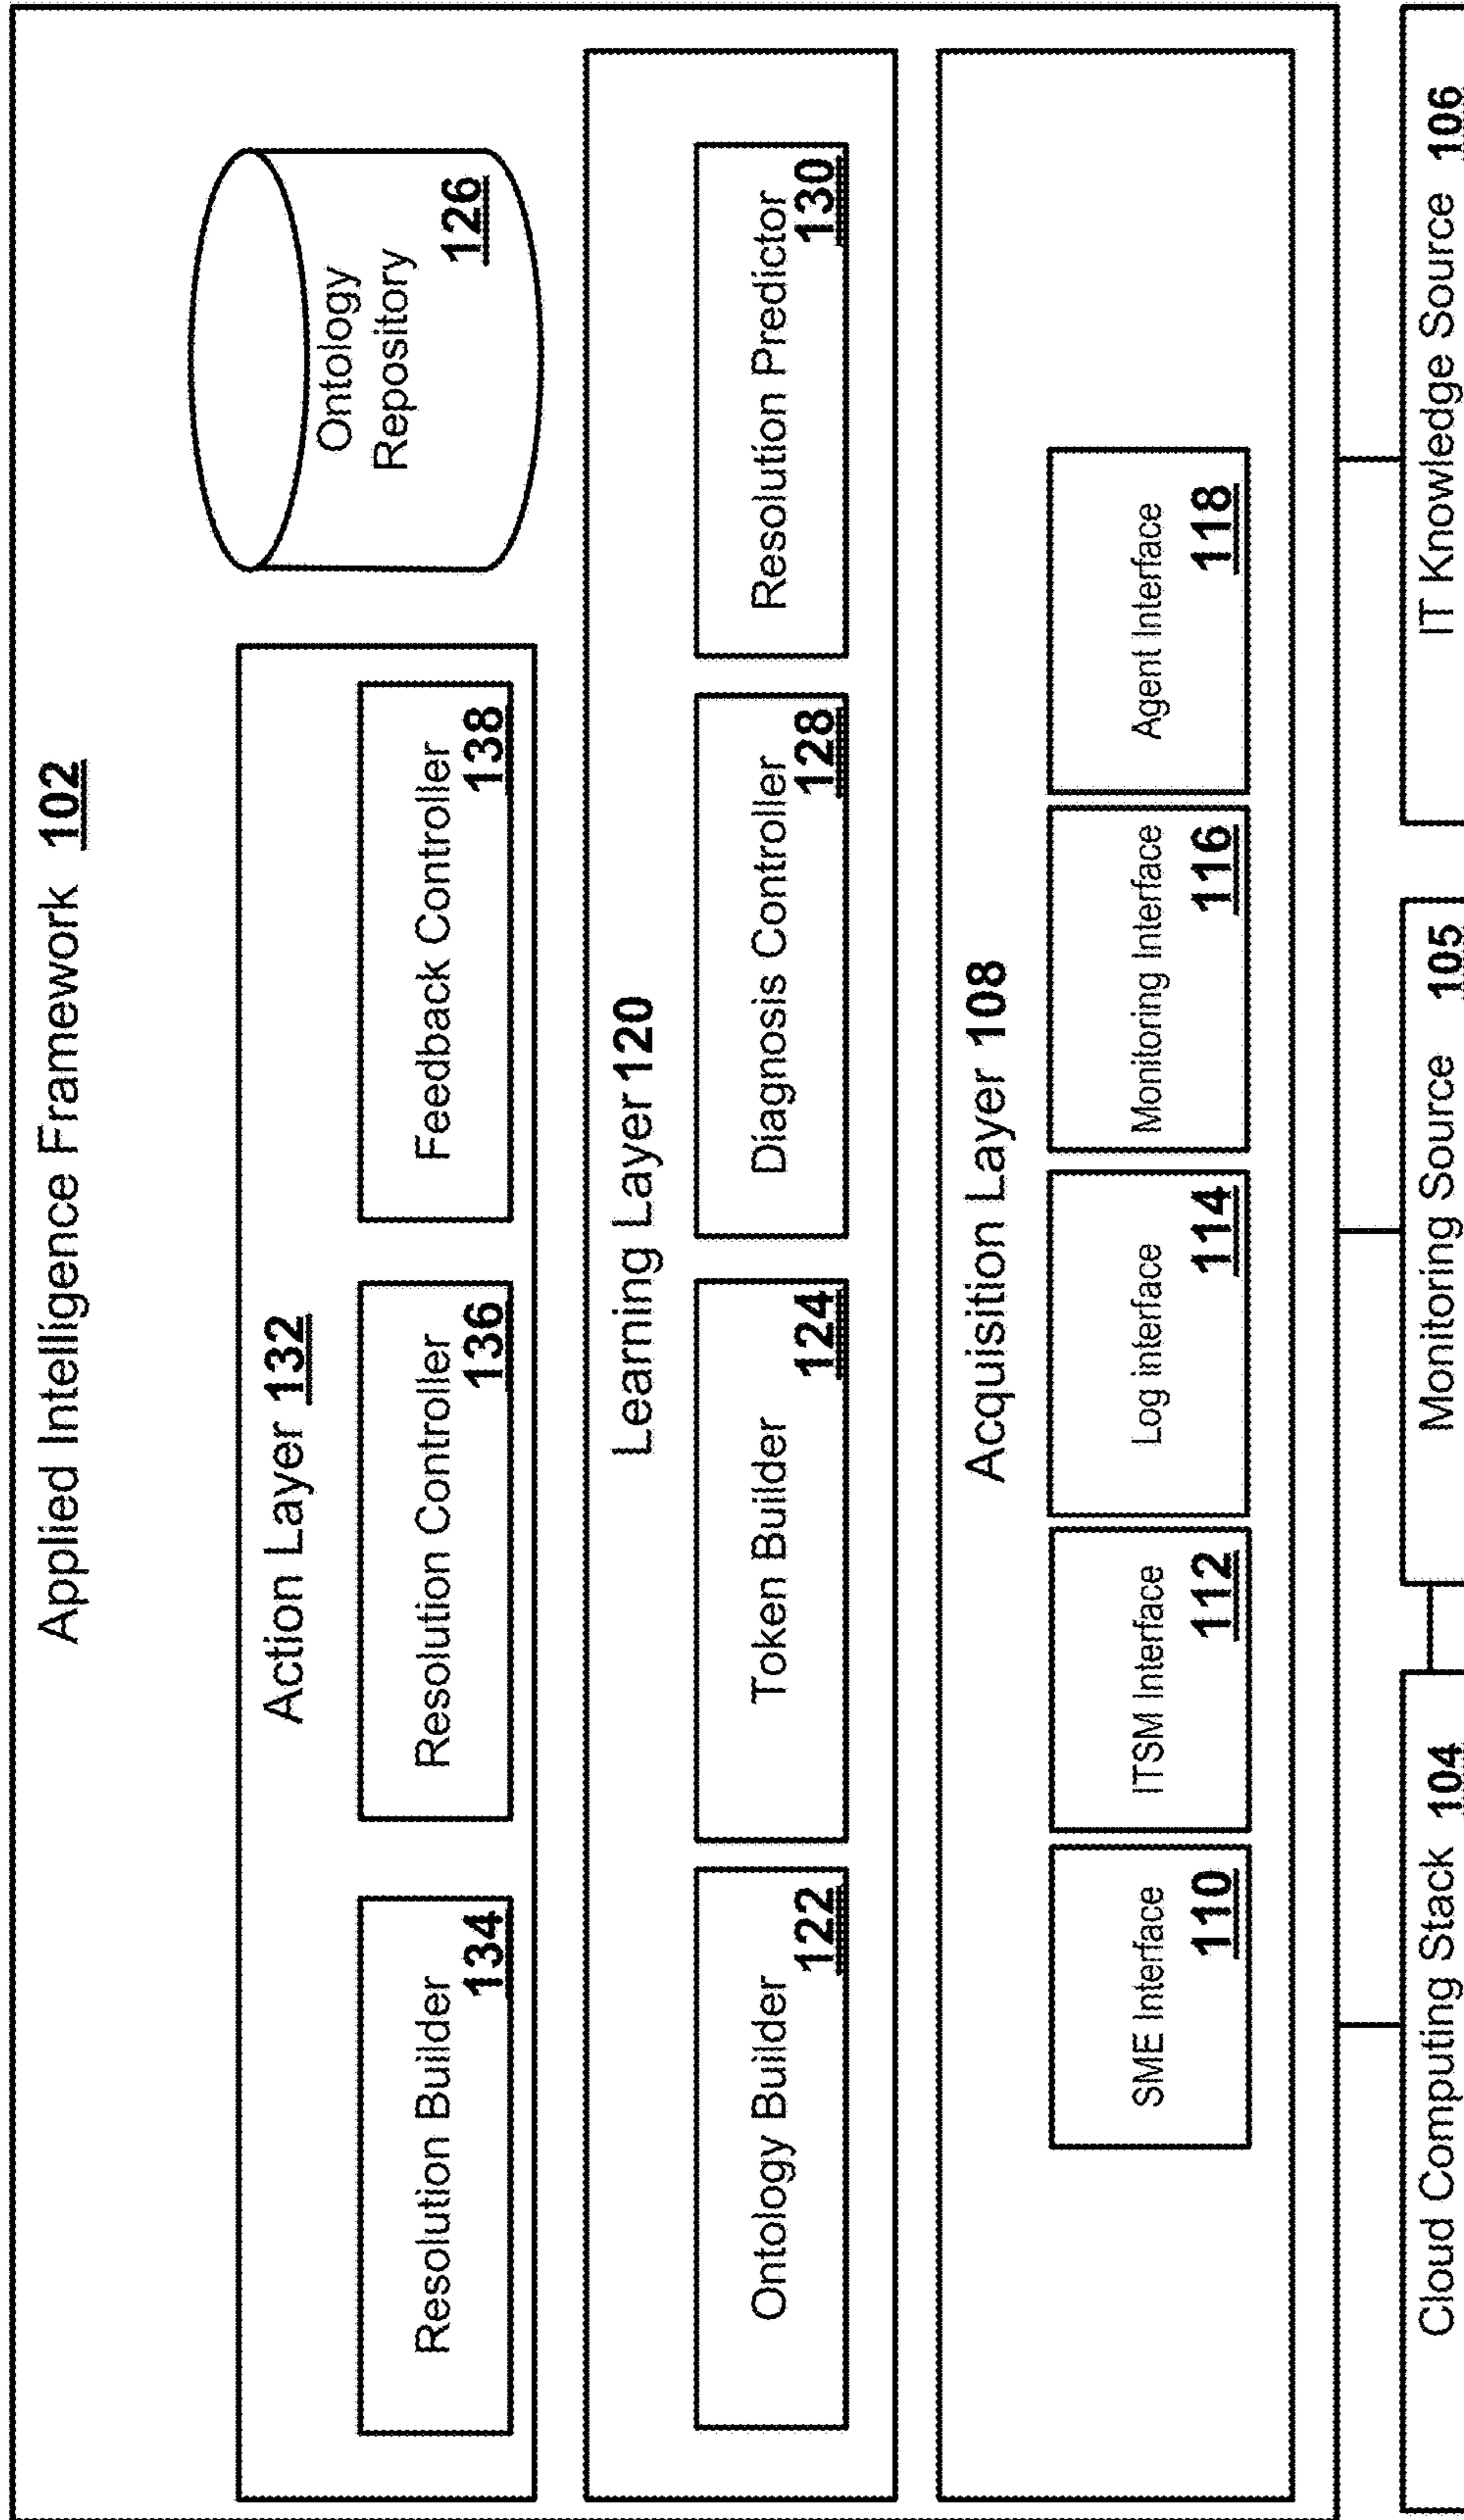 Applied Intelligence Framework 102
Action Layer 132
Resolution Builder
134
Resolution Controller
136
Feedback Controller
138
Ontology
Repository
126
Learning Layer 120
Ontology Builder
122
Token Builder
124
Diagnosis Controller
128
Resolution Predictor
130
Acquisition Layer 108
SME Interface
110
ITSM Interface
112
Log interface
114
Monitoring Interface
116
Agent Interface
118
Cloud Computing Stack 104
Monitoring Source 105
IT Knowledge Source 106